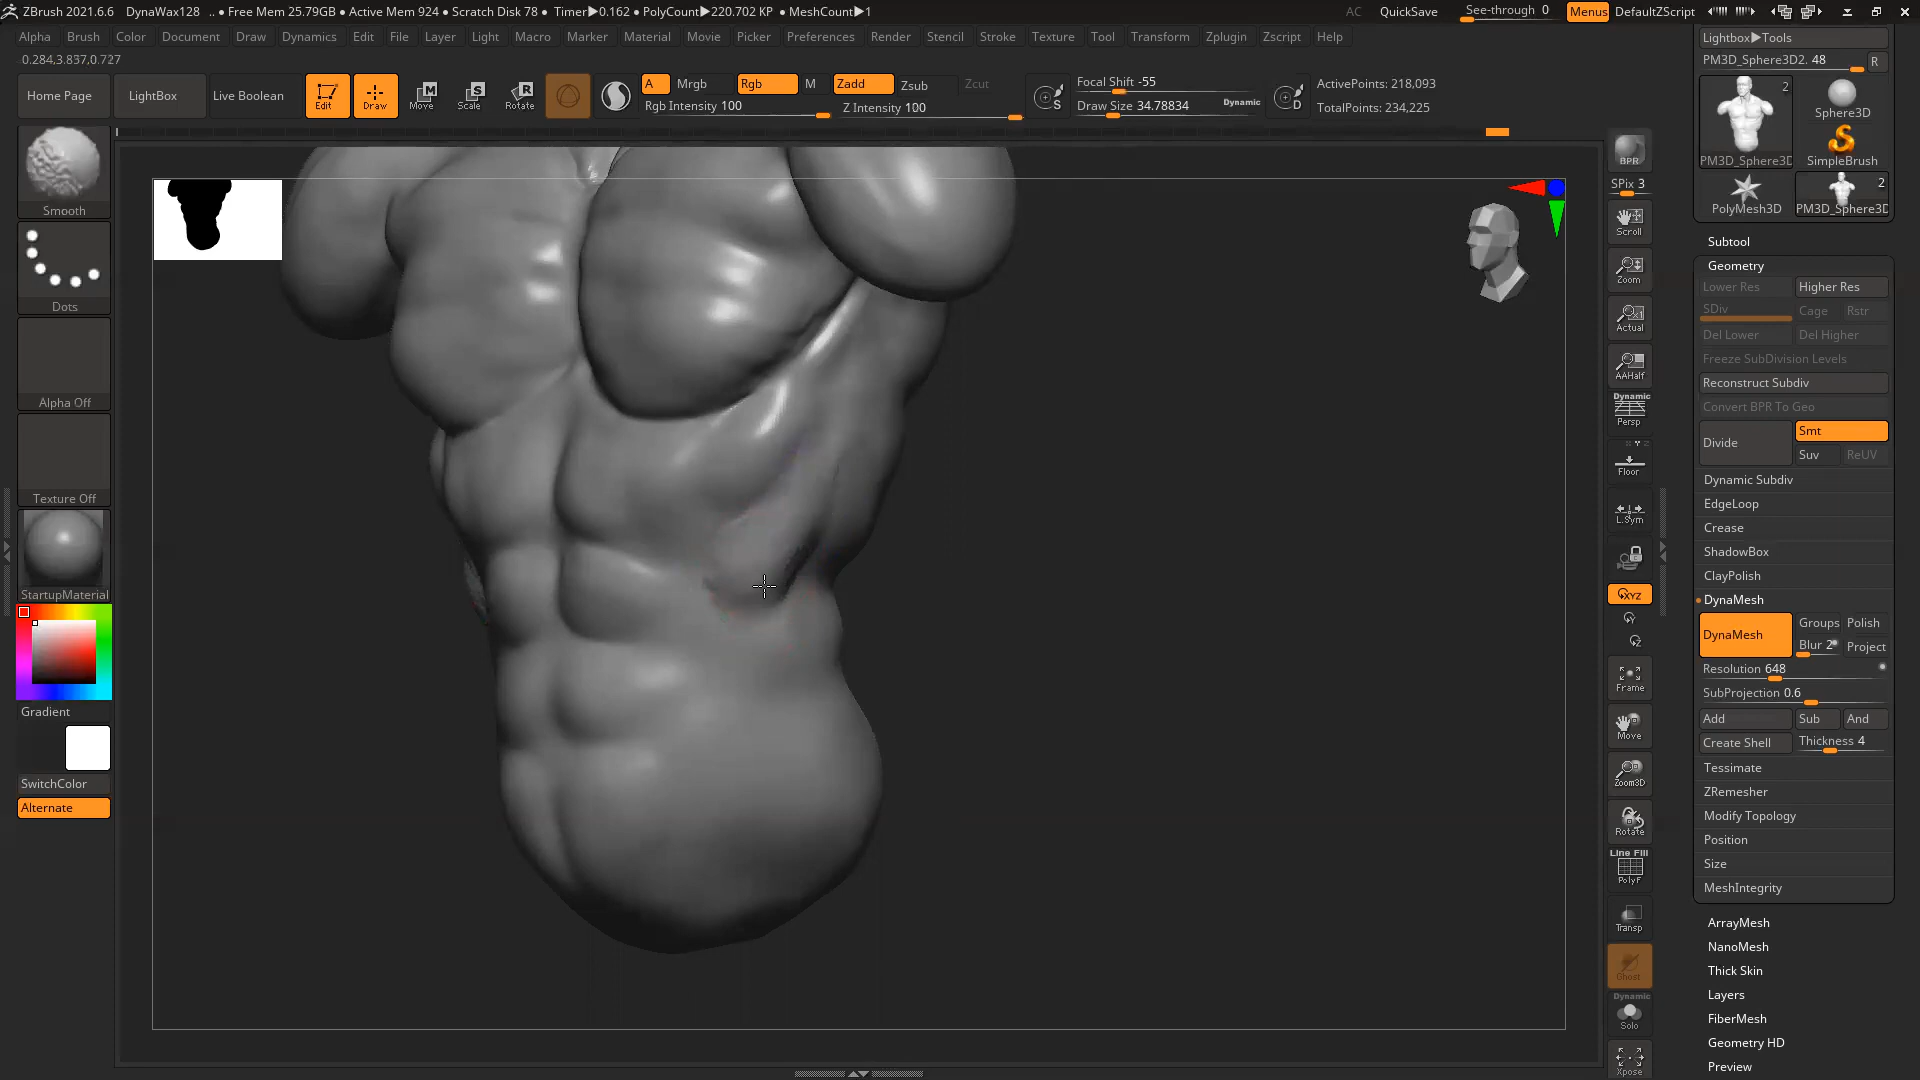 ZBrush 2021.6.6 DynaWax128 .. ● Free Mem 25.79GB ● Active Mem 924 ● Scratch Disk 78 ● Timer▶0.162 ● PolyCount▶220.702 KP ● MeshCount▶1 AC QuickSave See-through 0 Menus DefaultZScript
Alpha Brush Color Document Draw Dynamics Edit File Layer Light Macro Marker Material Movie Picker Preferences Render Stencil Stroke Texture Tool Transform Zplugin Zscript Help
0.284,3.837,0.727
Home Page LightBox Live Boolean Edit Draw Move Scale Rotate
A Mrgb Rgb M Zadd Zsub Zcut
Rgb Intensity 100 Z Intensity 100
S Focal Shift -55
Draw Size 34.78834 Dynamic D
ActivePoints: 218,093
TotalPoints: 234,225
Smooth
Dots
Alpha Off
Texture Off
StartupMaterial
Gradient
SwitchColor
Alternate
BPR
SPix 3
Scroll
Zoom
Actual
AAHalf
Dynamic
Persp
Floor
L.Sym
XYZ
Y
Z
Frame
Move
Zoom3D
Rotate
Line Fill
PolyF
Transp
Ghost
Dynamic
Solo
Xpose
Lightbox▶Tools
PM3D_Sphere3D2. 48 R
2
PM3D_Sphere3D
Sphere3D
SimpleBrush
PolyMesh3D
2
PM3D_Sphere3D
Subtool
Geometry
Lower Res Higher Res
SDiv Cage Rstr
Del Lower Del Higher
Freeze SubDivision Levels
Reconstruct Subdiv
Convert BPR To Geo
Divide Smt
Suv ReUV
Dynamic Subdiv
EdgeLoop
Crease
ShadowBox
ClayPolish
DynaMesh
DynaMesh Groups Polish
Blur 2 Project
Resolution 648
SubProjection 0.6
Add Sub And
Create Shell Thickness 4
Tessimate
ZRemesher
Modify Topology
Position
Size
MeshIntegrity
ArrayMesh
NanoMesh
Thick Skin
Layers
FiberMesh
Geometry HD
Preview